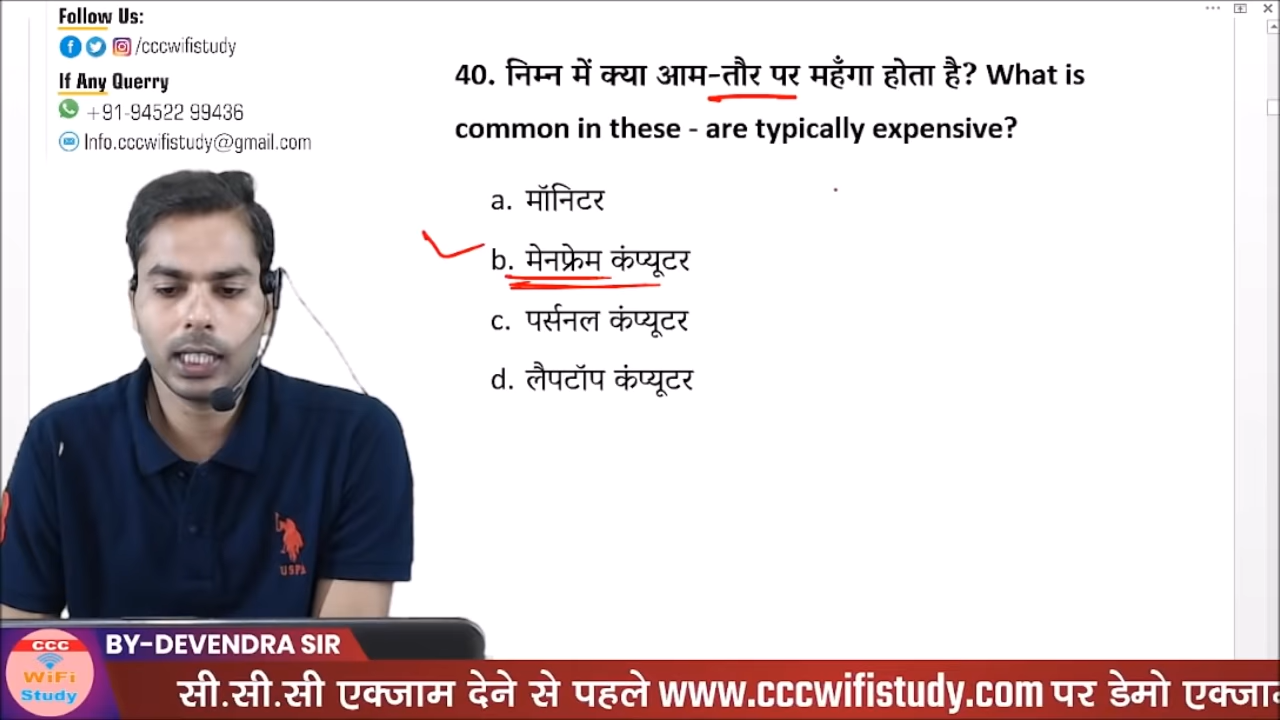 Follow Us:
/cccwifistudy
If Any Querry
+91-94522 99436
Info.cccwifistudy@gmail.com
40. निम्न में क्या आम-तौर पर महँगा होता है? What is
common in these - are typically expensive?
a. मॉनिटर
b. मेनफ्रेम कंप्यूटर
c. पर्सनल कंप्यूटर
d. लैपटॉप कंप्यूटर
USPA
CCC
WiFi
Study
BY-DEVENDRA SIR
सी.सी.सी एक्जाम देने से पहले www.cccwifistudy.com पर डेमो एक्जा